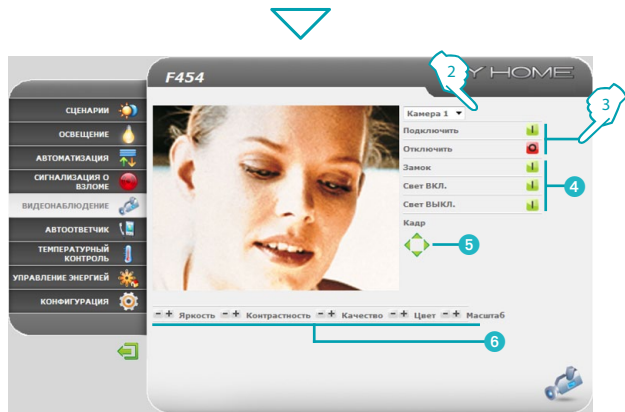 F454
MY HOME
2
3
Камера 1
Подключить
Отключить
Замок
Свет ВКЛ.
Свет ВЫКЛ.
4
Кадр
5
СЦЕНАРИИ
ОСВЕЩЕНИЕ
АВТОМАТИЗАЦИЯ
СИГНАЛИЗАЦИЯ О
ВЗЛОМЕ
ВИДЕОНАБЛЮДЕНИЕ
АВТООТВЕТЧИК
ТЕМПЕРАТУРНЫЙ
КОНТРОЛЬ
УПРАВЛЕНИЕ ЭНЕРГИЕЙ
КОНФИГУРАЦИЯ
- + Яркость - + Контрастность - + Качество - + Цвет - + Масштаб
6